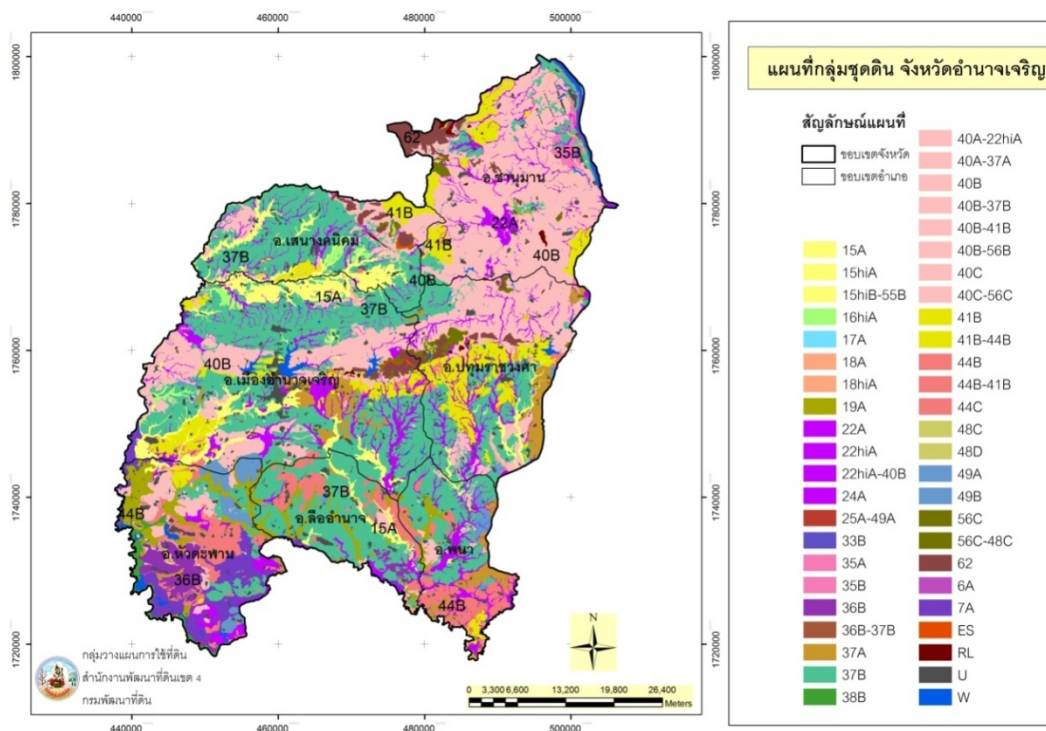 440000 460000 480000 500000
1800000
1780000
1760000
1740000
1720000
1800000
1780000
1760000
1740000
1720000
62
35B
อ.ชานุมาน
41B
22A
อ.เสนางคนิคม
41B
37B
40B
40B
15A
37B
40B
อ.ปทุมราชวงศา
อ.เมืองอำนาจเจริญ
37B
44B
อ.ลืออำนาจ
15A
อ.หัวตะพาน
อ.พนา
36B
44B
N
กลุ่มวางแผนการใช้ที่ดิน
สำนักงานพัฒนาที่ดินเขต 4
กรมพัฒนาที่ดิน
0 3,300 6,600 13,200 19,800 26,400
Meters
440000 460000 480000 500000
แผนที่กลุ่มชุดดิน จังหวัดอำนาจเจริญ
สัญลักษณ์แผนที่
ขอบเขตจังหวัด
ขอบเขตอำเภอ
15A
15hiA
15hiB-55B
16hiA
17A
18A
18hiA
19A
22A
22hiA
22hiA-40B
24A
25A-49A
33B
35A
35B
36B
36B-37B
37A
37B
38B
40A-22hiA
40A-37A
40B
40B-37B
40B-41B
40B-56B
40C
40C-56C
41B
41B-44B
44B
44B-41B
44C
48C
48D
49A
49B
56C
56C-48C
62
6A
7A
ES
RL
U
W